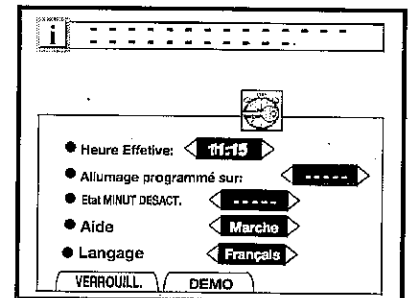 i
Heure Effetive: 11:15
Allumage programmé sur: -----
Etat MINUT DESACT. -----
Aide Marche
Langage Français
VERROUILL. DEMO